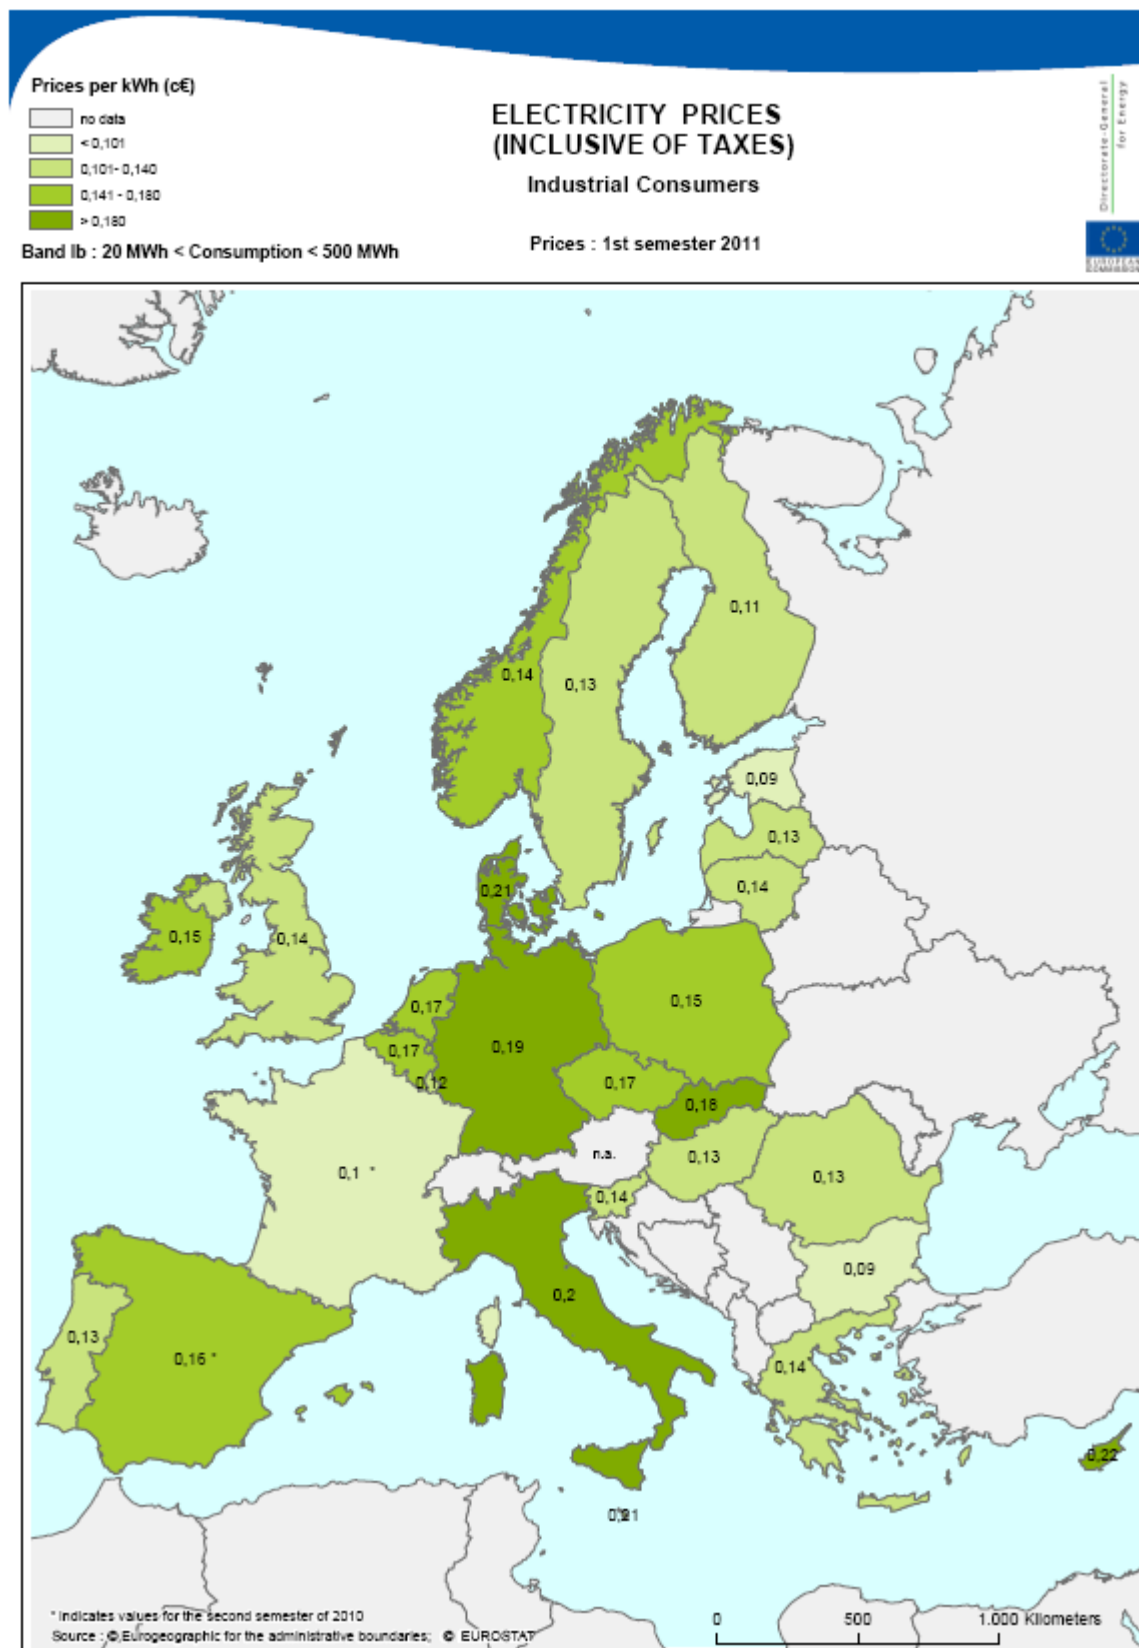 Prices per kWh (c€)
no data
< 0,101
0,101- 0,140
0,141 - 0,180
> 0,180
Band Ib : 20 MWh < Consumption < 500 MWh
ELECTRICITY PRICES
(INCLUSIVE OF TAXES)
Industrial Consumers
Prices : 1st semester 2011
Directorate-General
for Energy
EUROPEAN
COMMISSION
0,11
0,14
0,13
0,09
0,13
0,14
0,21
0,15
0,14
0,17
0,15
0,19
0,17
0,12
0,17
0,18
n.a.
0,13
0,1 *
0,13
0,14
0,09
0,2
0,13
0,16 *
0,14*
0,22
* Indicates values for the second semester of 2010
Source : © Eurogeographic for the administrative boundaries; © EUROSTAT
0 500 1.000 Kilometers